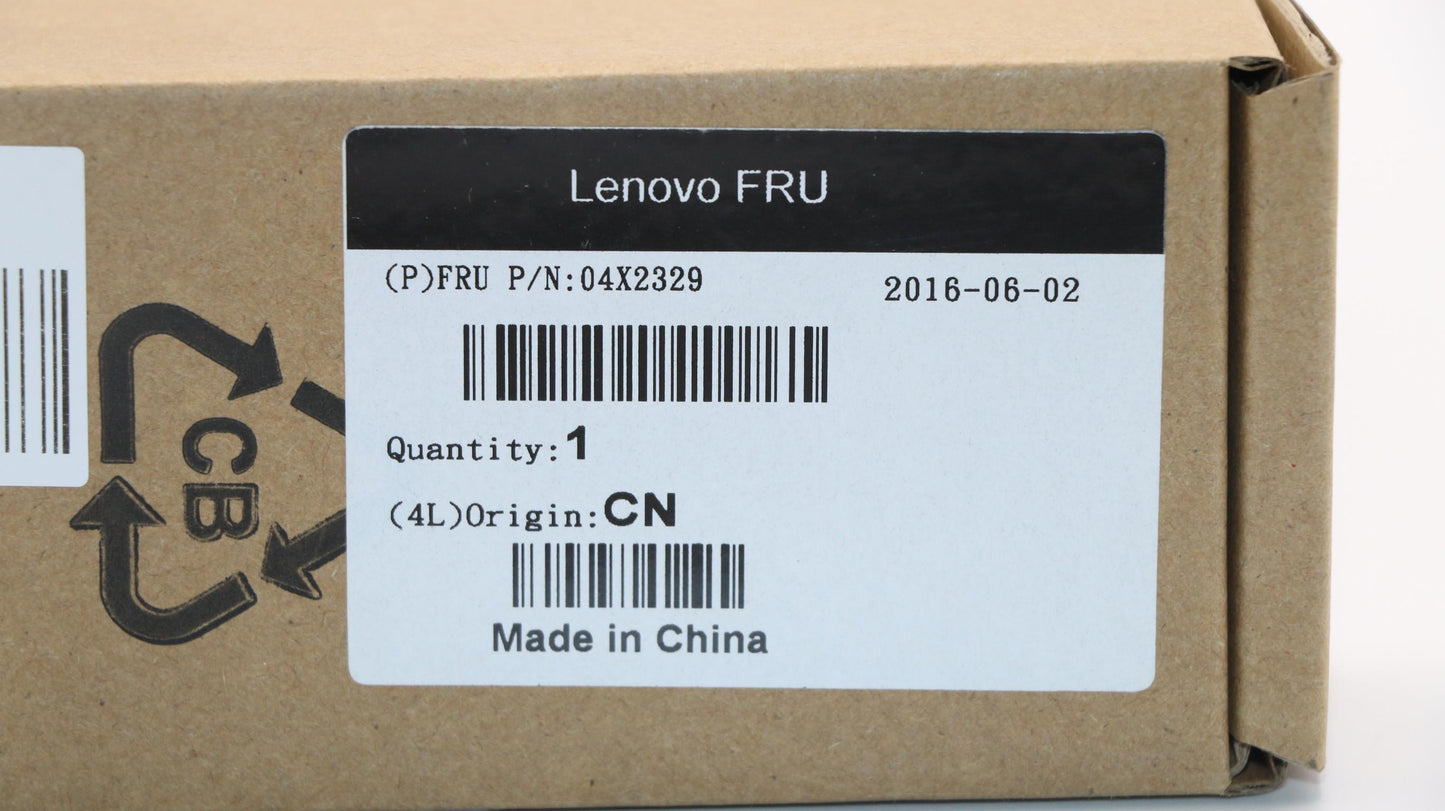 Lenovo FRU
(P)FRU P/N:04X2329
2016-06-02
Quantity:1
(4L)Origin:CN
Made in China
CB